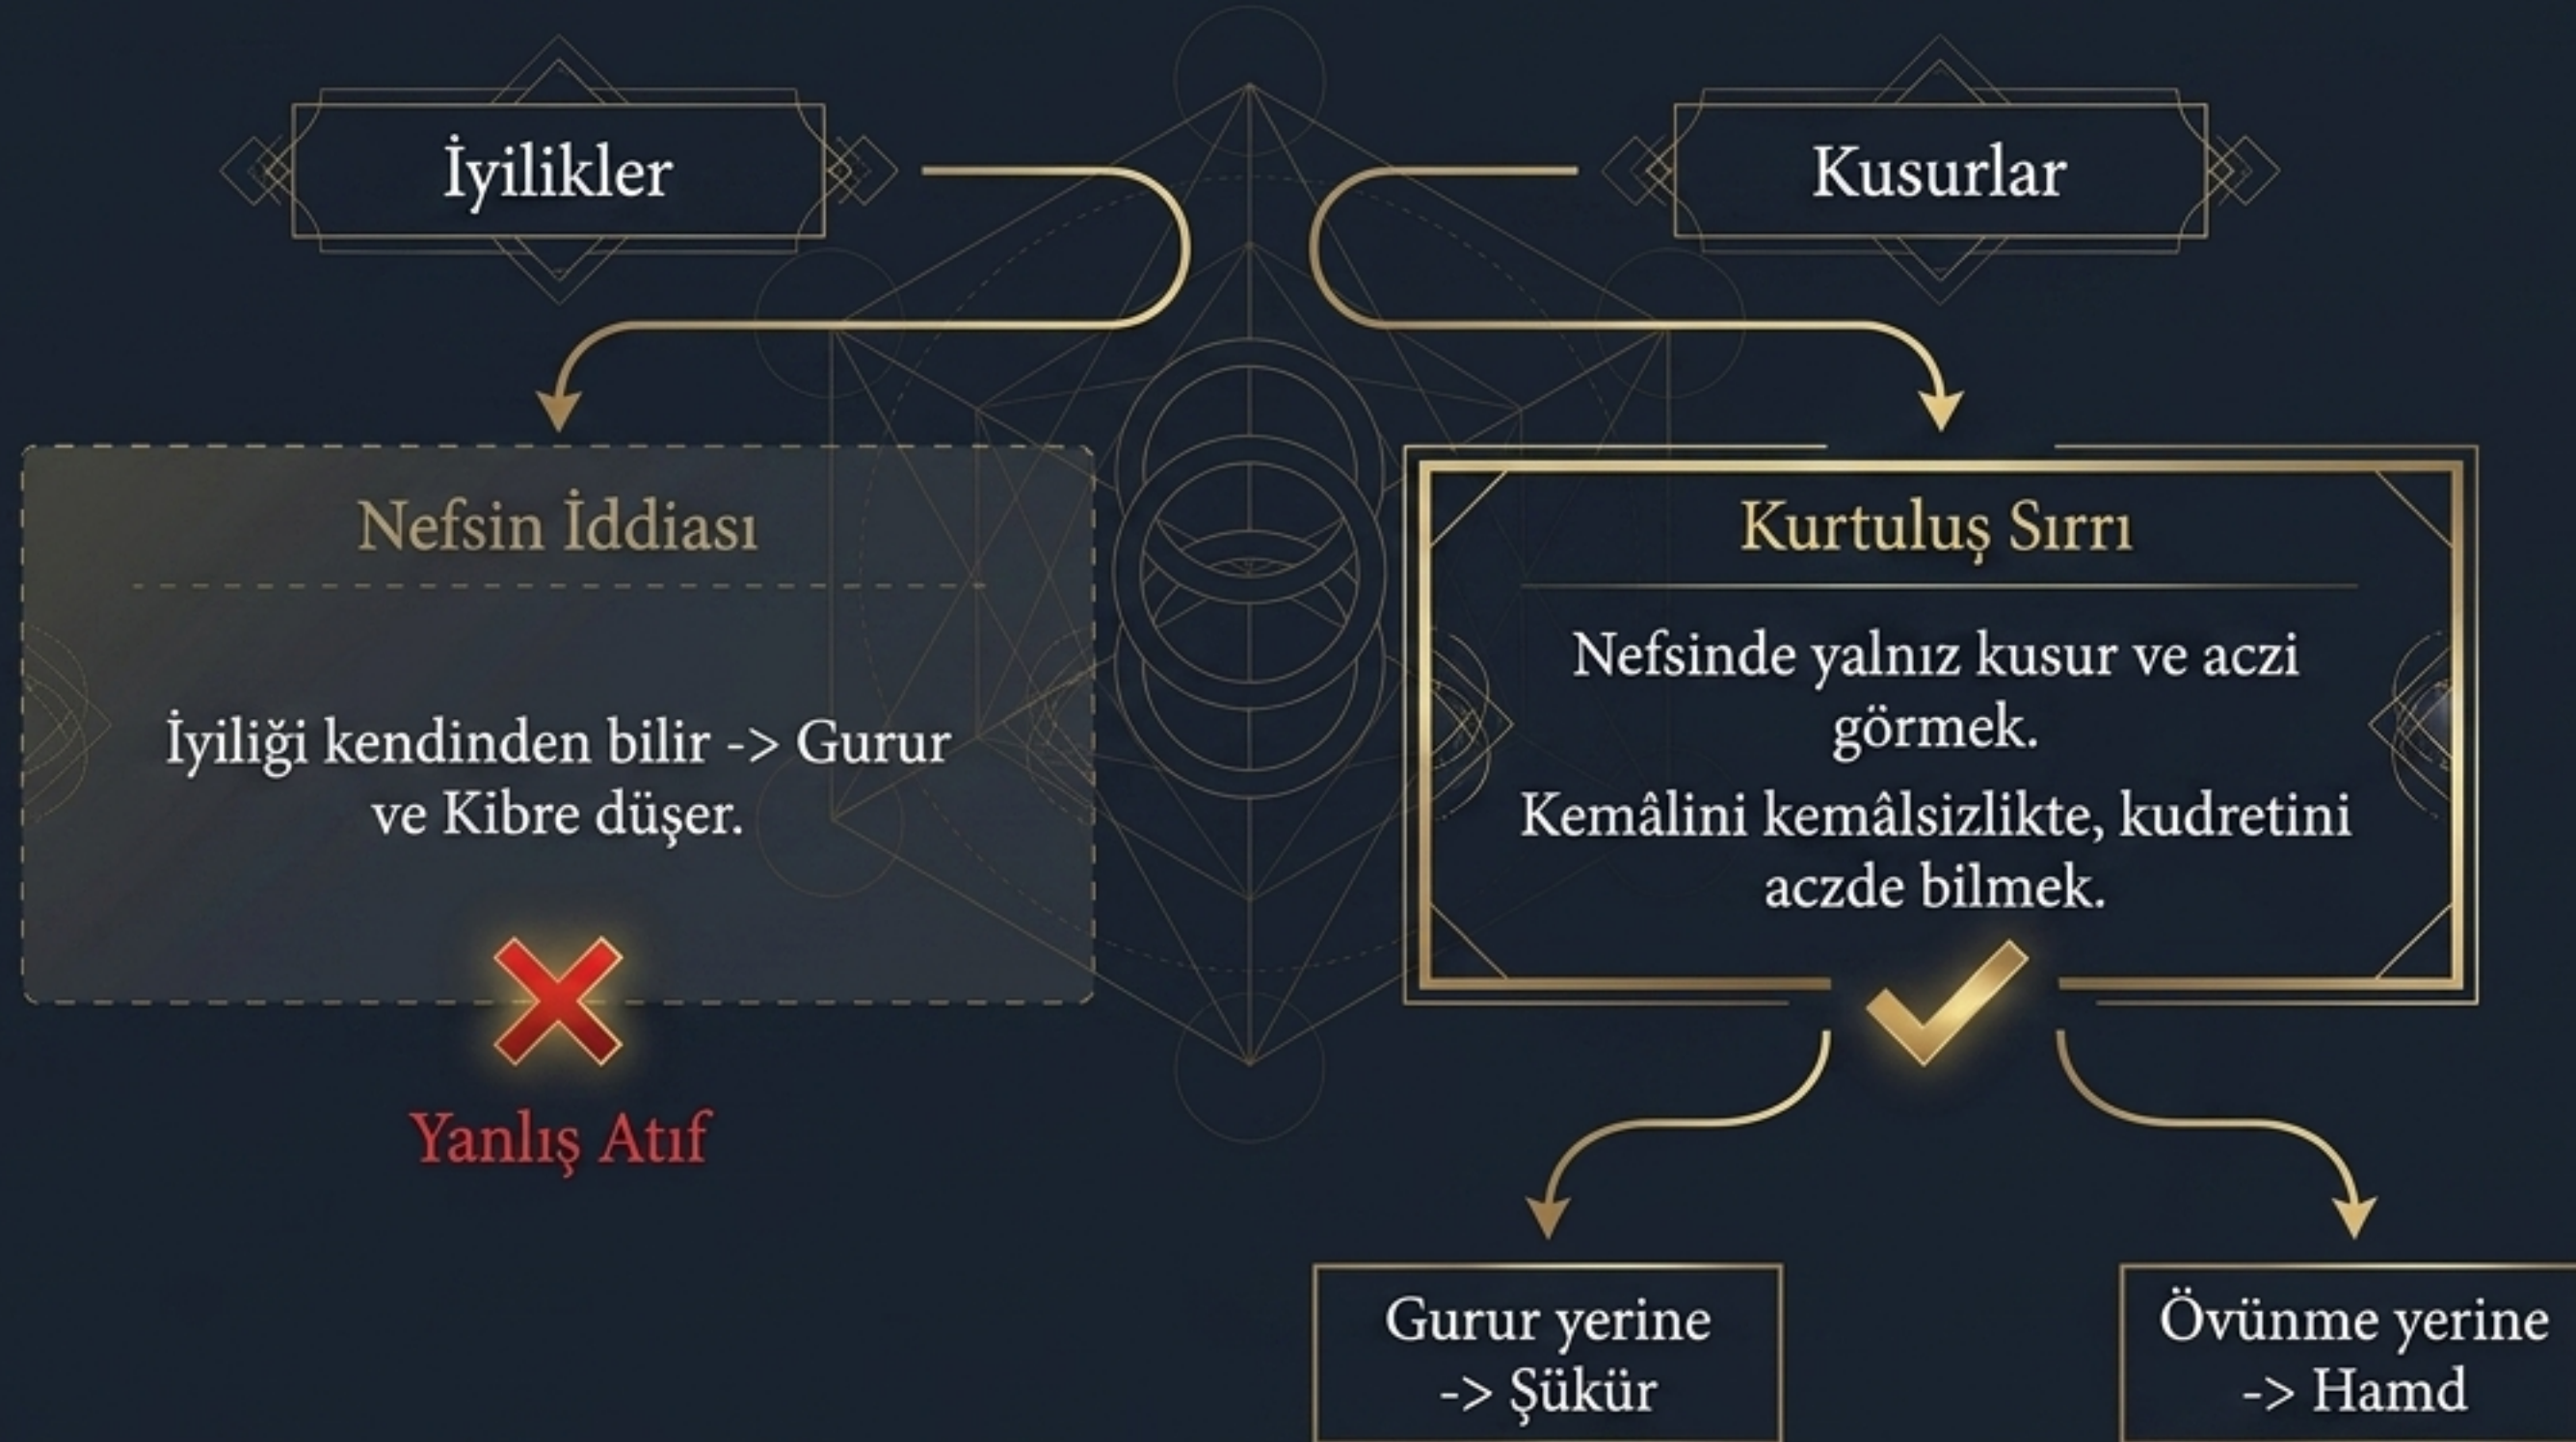 İyilikler
Kusurlar
Nefsin İddiası
İyiliği kendinden bilir -> Gurur
ve Kibre düşer.
Yanlış Atıf
Kurtuluş Sırrı
Nefsinde yalnız kusur ve aczi
görmek.
Kemâlini kemâlsizlikte, kudretini
aczde bilmek.
Gurur yerine
-> Şükür
Övünme yerine
-> Hamd